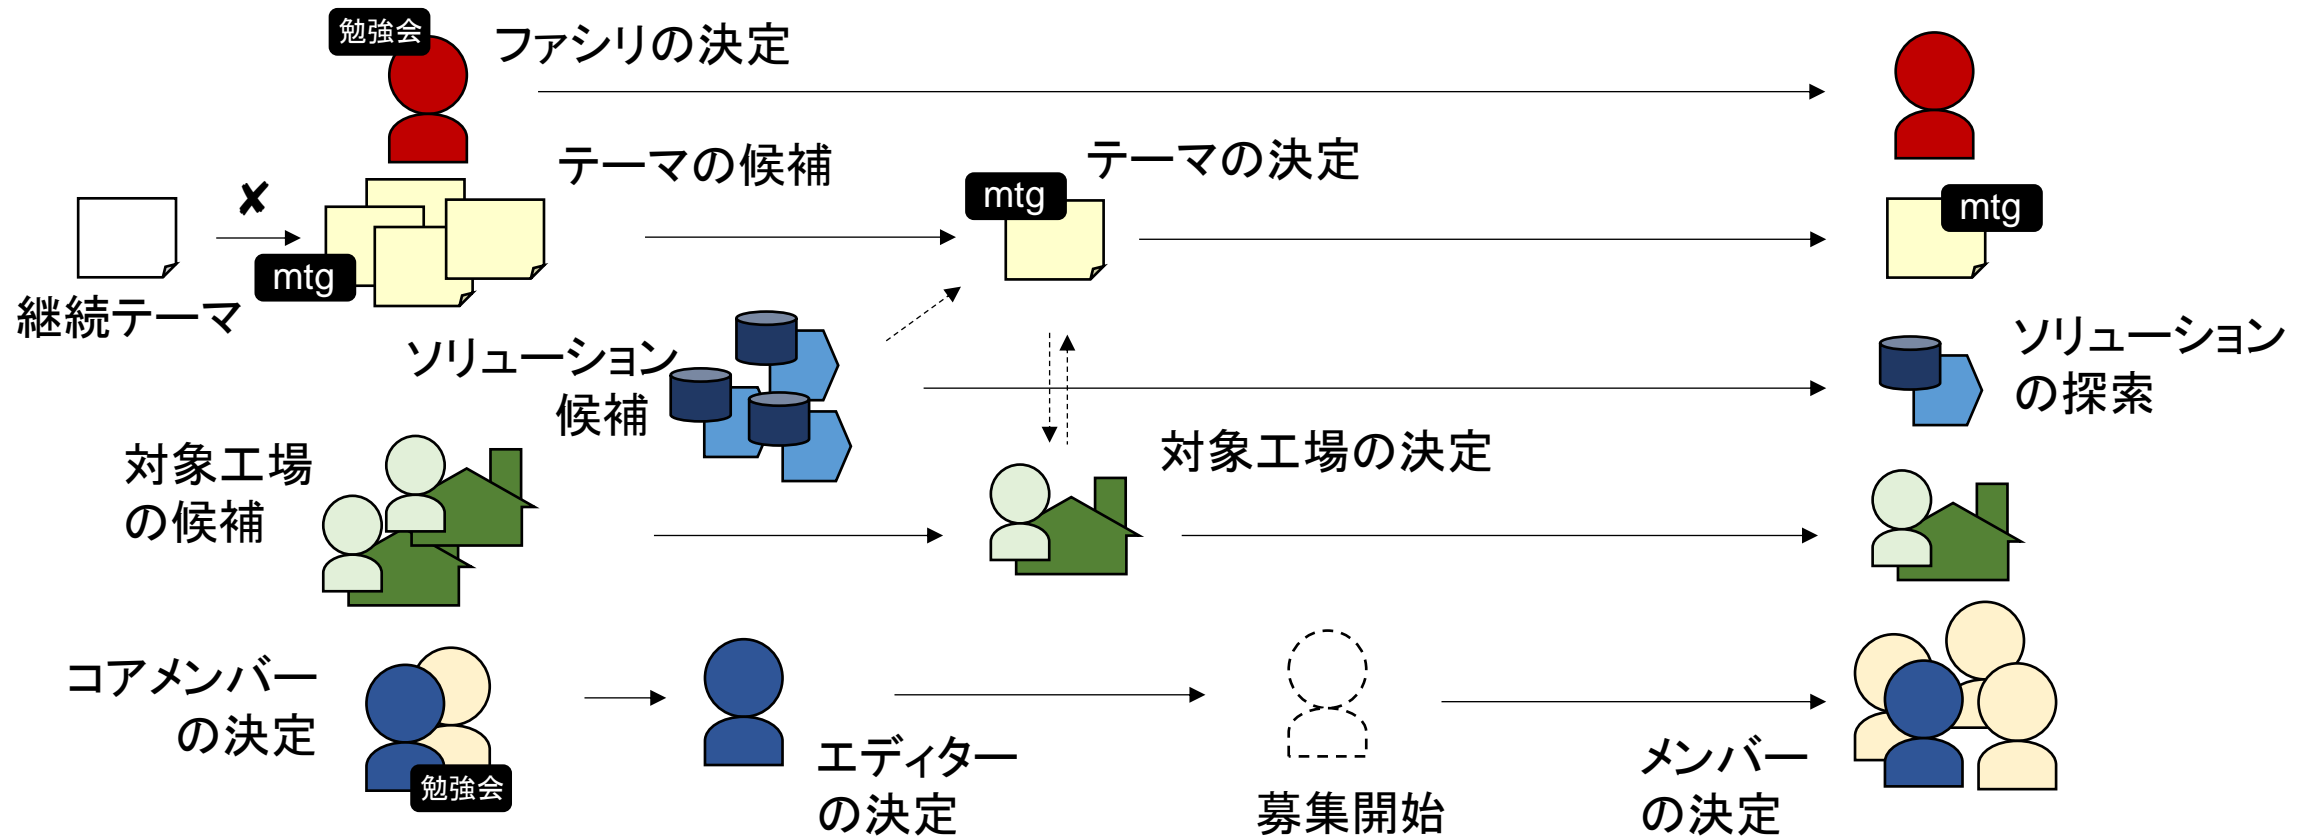 勉強会
ファシリの決定
テーマの候補
テーマの決定
mtg
mtg
mtg
継続テーマ
ソリューション
候補
ソリューション
の探索
対象工場
の候補
対象工場の決定
コアメンバー
の決定
勉強会
エディター
の決定
募集開始
メンバー
の決定